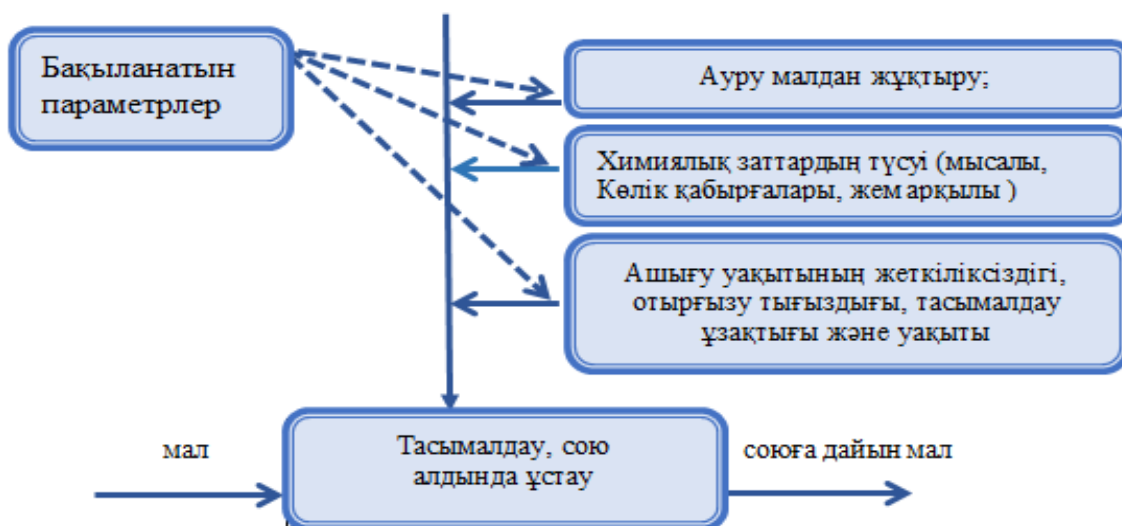 Бақыланатын
параметрлер
Ауру малдан жұқтыру;
Химиялық заттардың түсуі (мысалы,
Көлік қабырғалары, жем арқылы )
Ашығу уақытының жеткіліксіздігі,
отырғызу тығыздығы, тасымалдау
ұзақтығы және уақыты
мал
Тасымалдау, сою
алдында ұстау
союға дайын мал